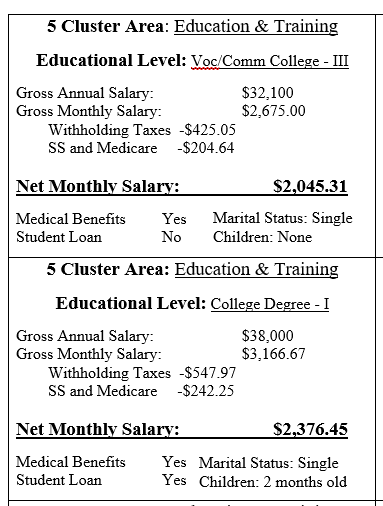 5 Cluster Area: Education & Training
Educational Level: Voc/Comm College - III
Gross Annual Salary: $32,100
Gross Monthly Salary: $2,675.00
Withholding Taxes -$425.05
SS and Medicare -$204.64
Net Monthly Salary: $2,045.31
Medical Benefits Yes Marital Status: Single
Student Loan No Children: None
5 Cluster Area: Education & Training
Educational Level: College Degree - I
Gross Annual Salary: $38,000
Gross Monthly Salary: $3,166.67
Withholding Taxes -$547.97
SS and Medicare -$242.25
Net Monthly Salary: $2,376.45
Medical Benefits Yes Marital Status: Single
Student Loan Yes Children: 2 months old